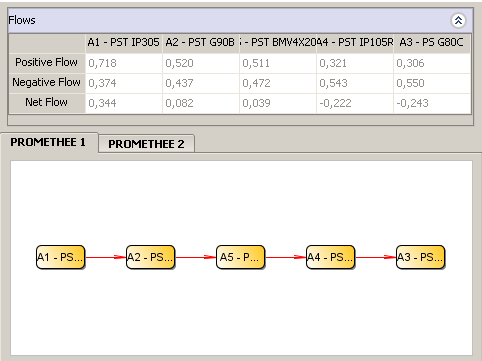 Flows
A1 - PST IP305 A2 - PST G90B - PST BMV4X20 A4 - PST IP105R A3 - PS G80C
Positive Flow 0,718 0,520 0,511 0,321 0,306
Negative Flow 0,374 0,437 0,472 0,543 0,550
Net Flow 0,344 0,082 0,039 -0,222 -0,243
PROMETHEE 1 PROMETHEE 2
A1 - PS... A2 - PS... A5 - P... A4 - PS... A3 - PS...